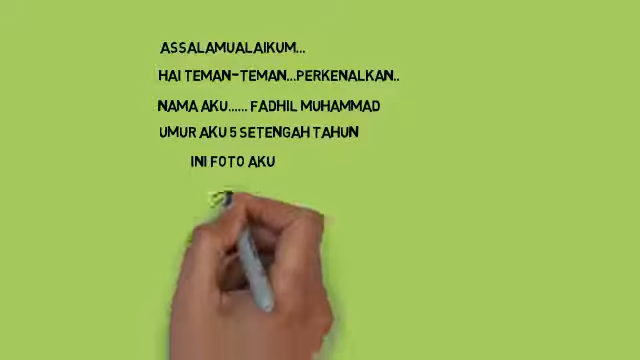 ASSALAMUALAIKUM...
HAI TEMAN-TEMAN...PERKENALKAN..
NAMA AKU...... FADHIL MUHAMMAD
UMUR AKU 5 SETENGAH TAHUN
INI FOTO AKU